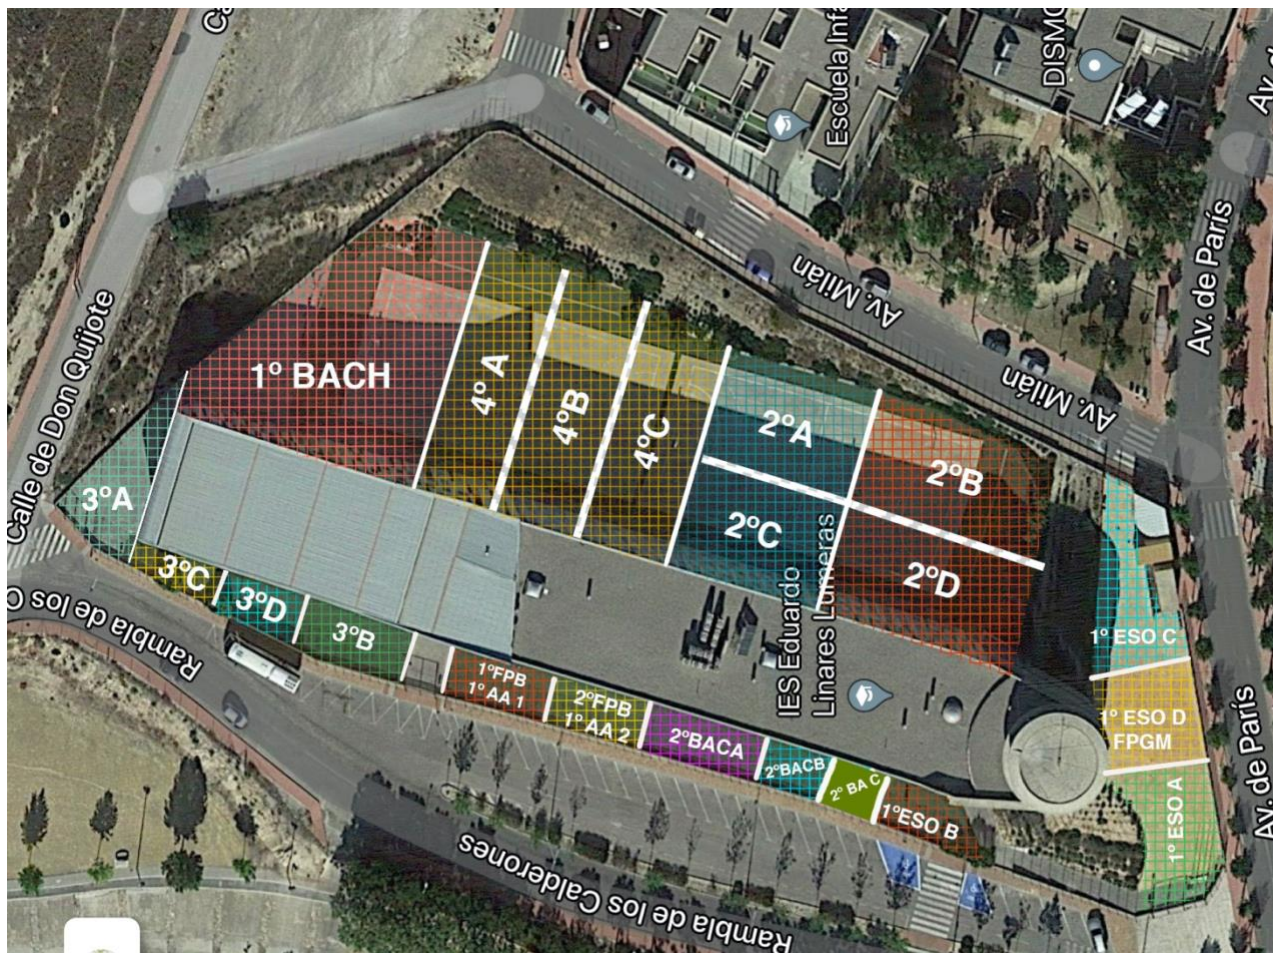 Escuela Infa
DISMO
Av. de París
Av. Milán
Av. Milán
Calle de Don Quijote
1º BACH
4º A
4ºB
4ºC
2ºA
2ºB
2ºC
2ºD
3ºA
3ºC
3ºD
3ºB
IES Eduardo
Linares Lumeras
1º ESO C
1º ESO D
FPGM
1º ESO A
1ºFPB
1º AA 1
2ºFPB
1º AA 2
2ºBACA
2ºBACB
2º BA C
1ºESO B
Av. de París
Rambla de los C
Rambla de los Calderones